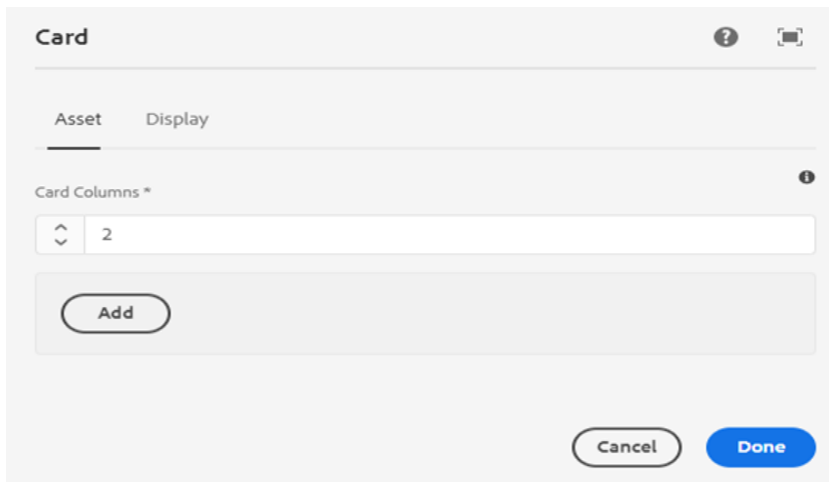 Card
Asset Display
Card Columns *
2
Add
Cancel Done